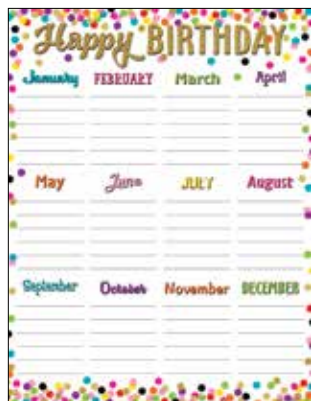 Happy BIRTHDAY
January FEBRUARY March April
May June JULY August
September October November DECEMBER